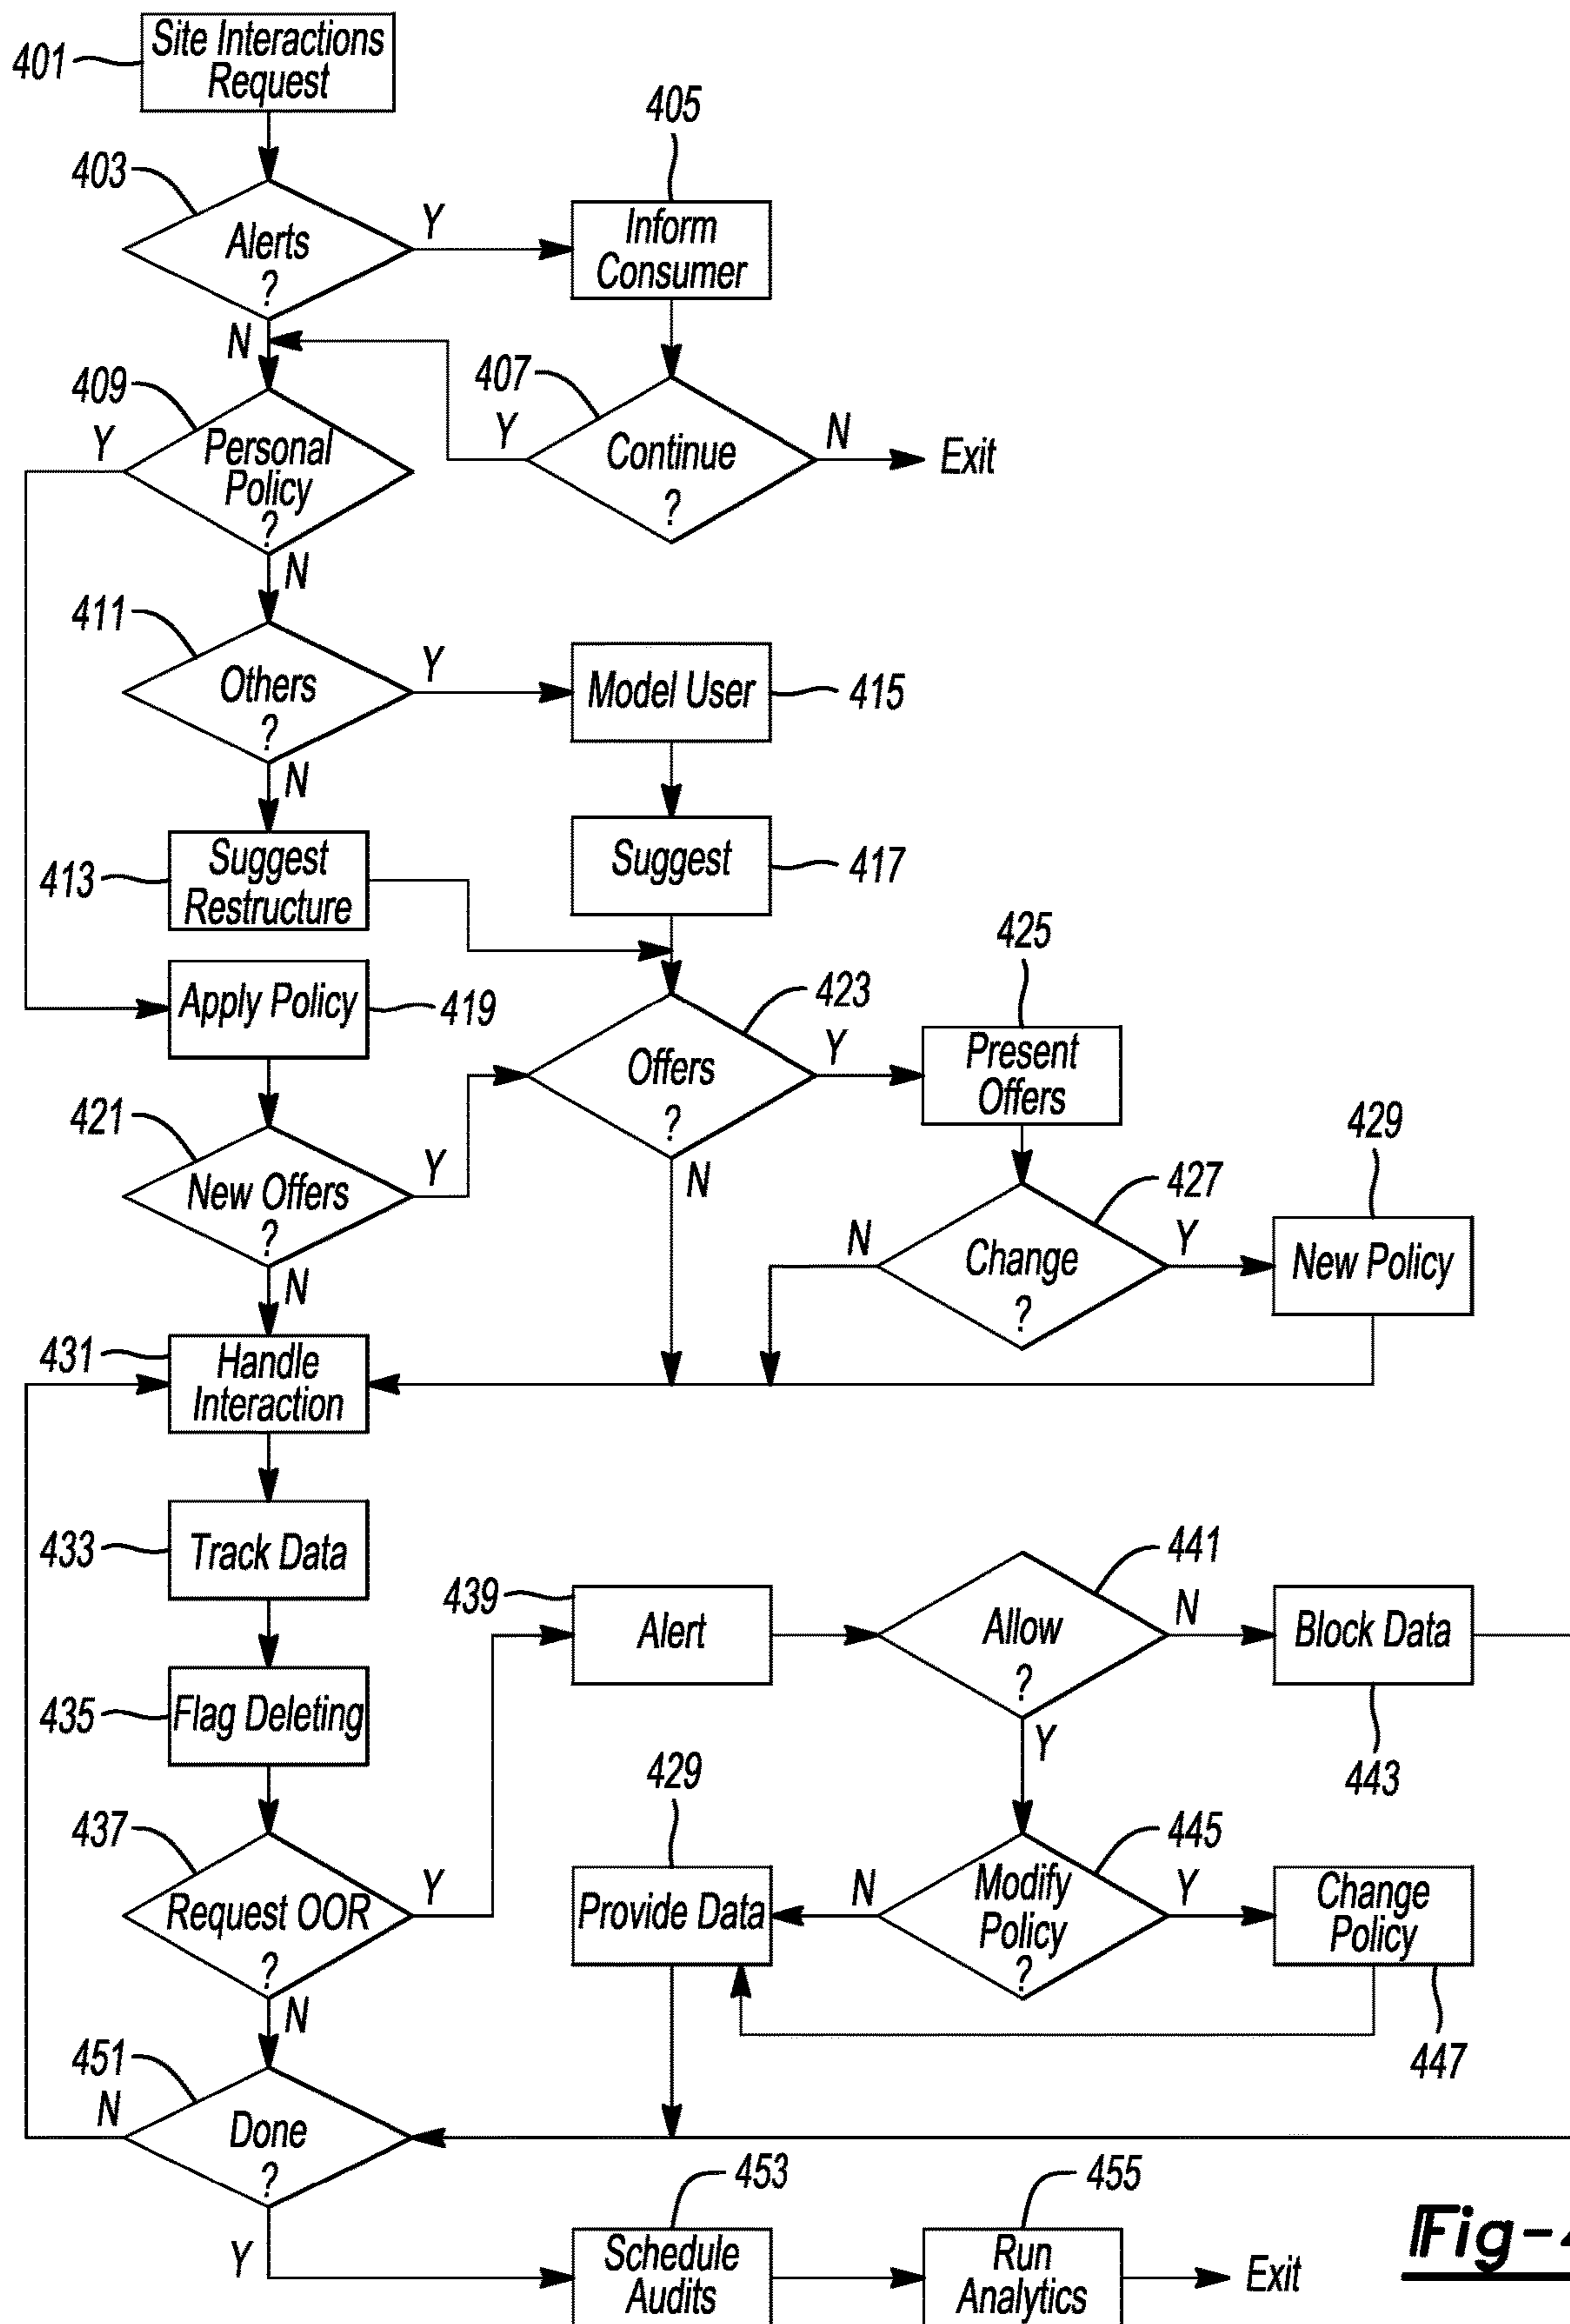 Site Interactions
Request
401
405
403
Y
Alerts
?
Inform
Consumer
N
409
407
Y
Personal
Policy
?
Y
Continue
?
N
Exit
N
411
Others
?
Y
Model User
415
N
413
Suggest
Restructure
Suggest
417
425
Apply Policy
419
423
Offers
?
Y
Present
Offers
421
New Offers
?
Y
N
427
429
N
Change
?
Y
New Policy
N
431
Handle
Interaction
433
Track Data
441
439
Alert
Allow
?
N
Block Data
435
Flag Deleting
Y
443
429
437
445
Request OOR
?
Y
Provide Data
N
Modify
Policy
?
Y
Change
Policy
N
451
447
N
Done
?
453
455
Y
Schedule
Audits
Run
Analytics
Exit
Fig-4